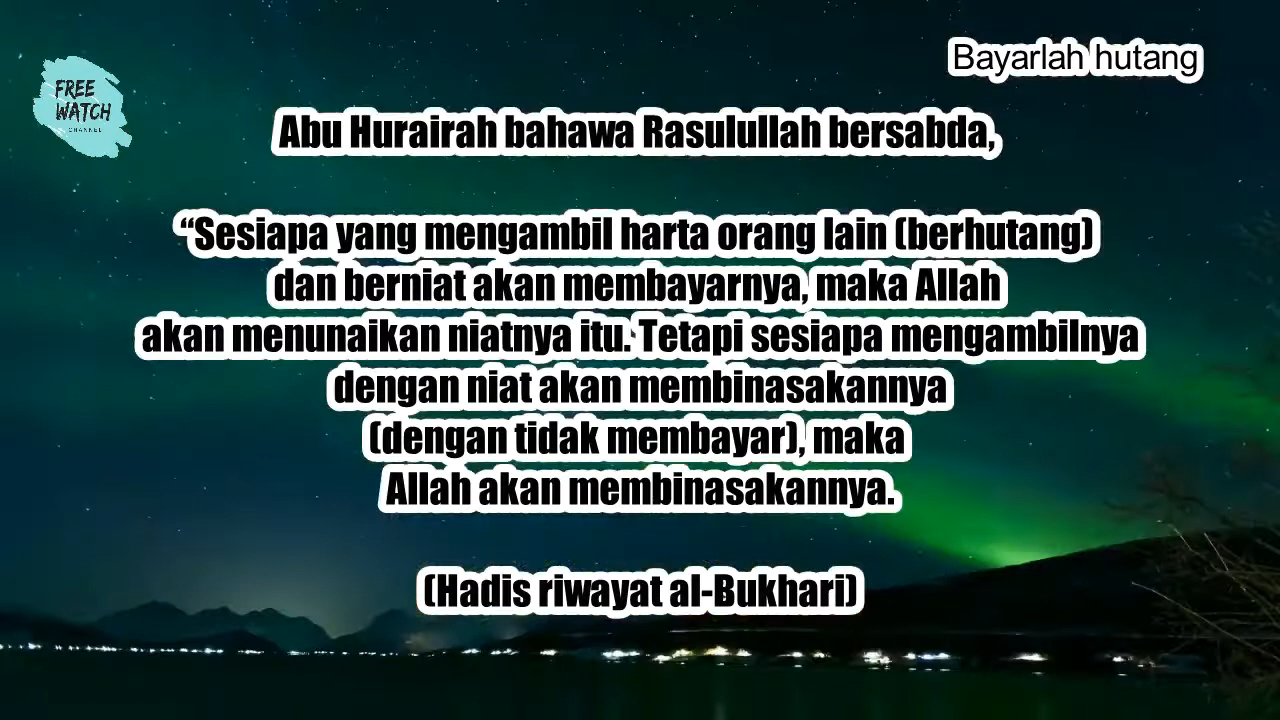 Bayarlah hutang
FREE
WATCH
CHANNEL
Abu Hurairah bahawa Rasulullah bersabda,
“Sesiapa yang mengambil harta orang lain (berhutang)
dan berniat akan membayarnya, maka Allah
akan menunaikan niatnya itu. Tetapi sesiapa mengambilnya
dengan niat akan membinasakannya
(dengan tidak membayar), maka
Allah akan membinasakannya.
(Hadis riwayat al-Bukhari)